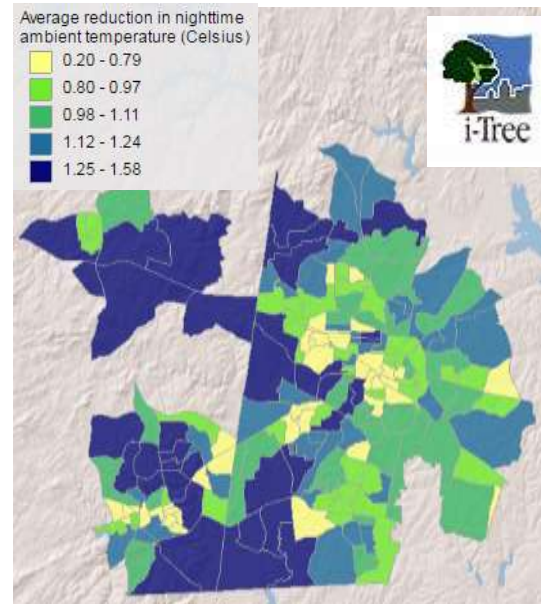 Average reduction in nighttime
ambient temperature (Celsius)
0.20 - 0.79
0.80 - 0.97
0.98 - 1.11
1.12 - 1.24
1.25 - 1.58
i-Tree